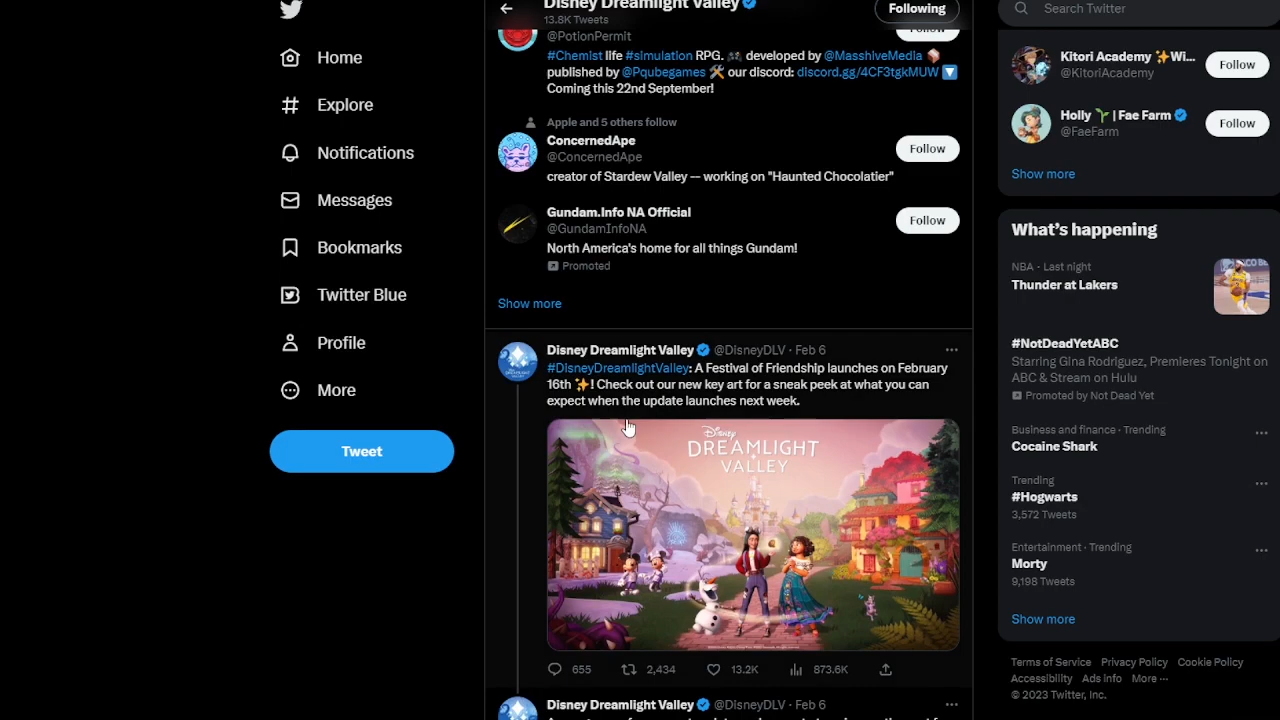 Home
Explore
Notifications
Messages
Bookmarks
Twitter Blue
Profile
More
Tweet
Disney Dreamlight Valley
13.8K Tweets
Following
@PotionPermit
Follow
#Chemist life #simulation RPG. 🎮 developed by @MasshiveMedia
published by @Pqubegames 🛠 our discord: discord.gg/4CF3tgkMUW
Coming this 22nd September!
Apple and 5 others follow
ConcernedApe
@ConcernedApe
Follow
creator of Stardew Valley -- working on "Haunted Chocolatier"
Gundam.Info NA Official
@GundamInfoNA
Follow
North America's home for all things Gundam!
Promoted
Show more
Disney Dreamlight Valley @DisneyDLV · Feb 6
#DisneyDreamlightValley: A Festival of Friendship launches on February
16th ✨! Check out our new key art for a sneak peek at what you can
expect when the update launches next week.
Disney
DREAMLIGHT
VALLEY
655 2,434 13.2K 873.6K
Disney Dreamlight Valley @DisneyDLV · Feb 6
Search Twitter
Kitori Academy ✨Wi...
@KitoriAcademy
Follow
Holly 🌱 | Fae Farm
@FaeFarm
Follow
Show more
What's happening
NBA · Last night
Thunder at Lakers
#NotDeadYetABC
Starring Gina Rodriguez, Premieres Tonight on
ABC & Stream on Hulu
Promoted by Not Dead Yet
Business and finance · Trending
Cocaine Shark
Trending
#Hogwarts
3,572 Tweets
Entertainment · Trending
Morty
9,198 Tweets
Show more
Terms of Service Privacy Policy Cookie Policy
Accessibility Ads info More ···
© 2023 Twitter, Inc.